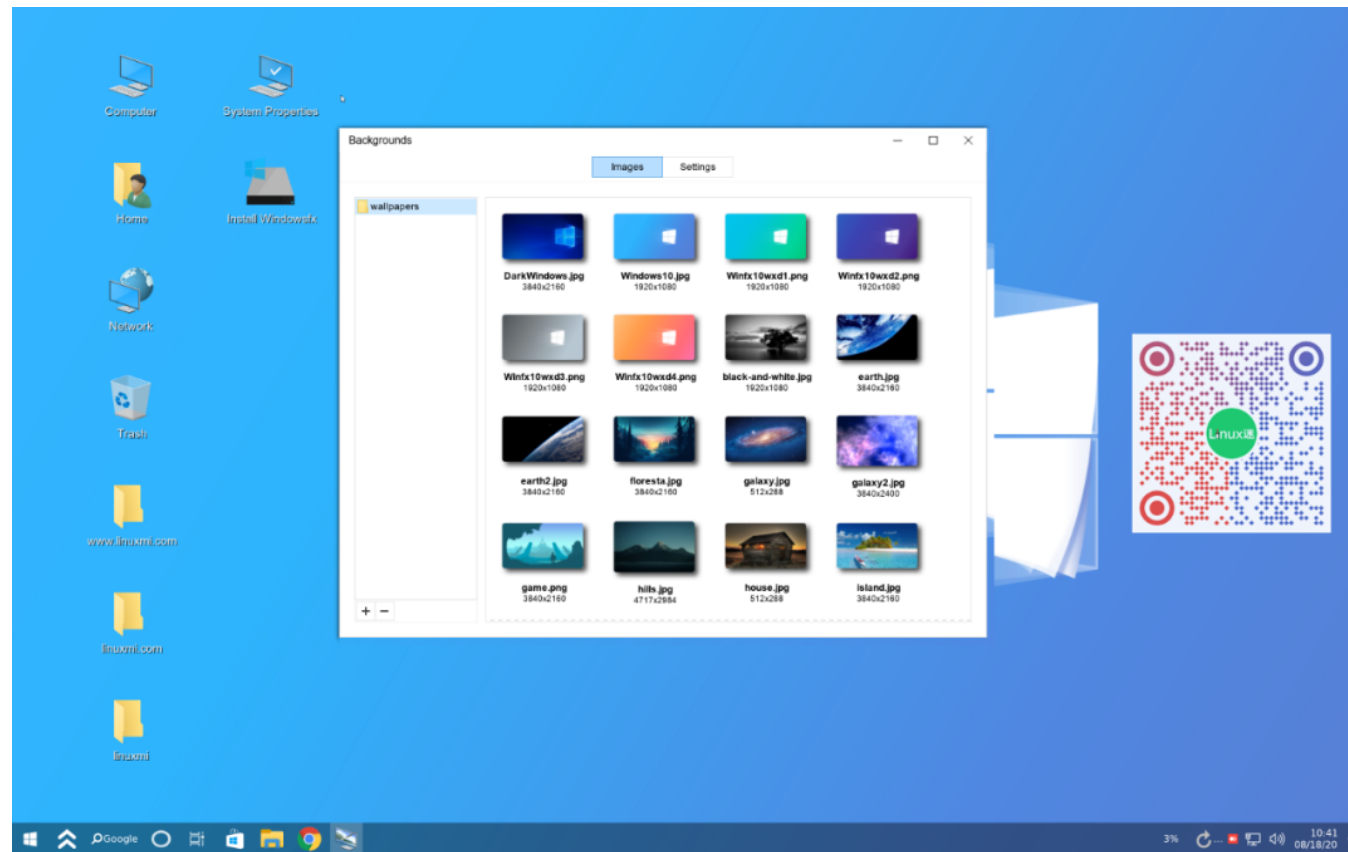 Computer
System Properties
Home
Install Windowsfx
Network
Trash
www.linuxmi.com
linuxmi.com
linuxmi
Backgrounds
Images
Settings
wallpapers
DarkWindows.jpg
3840x2160
Windows10.jpg
1920x1080
Winfx10wxd1.png
1920x1080
Winfx10wxd2.png
1920x1080
Winfx10wxd3.png
1920x1080
Winfx10wxd4.png
1920x1080
black-and-white.jpg
1920x1080
earth.jpg
3840x2160
earth2.jpg
3840x2160
floresta.jpg
3840x2160
galaxy.jpg
512x288
galaxy2.jpg
3840x2400
game.png
3840x2160
hills.jpg
4717x2984
house.jpg
512x288
island.jpg
3840x2160
Linux迷
Google
3%
10:41
08/18/20